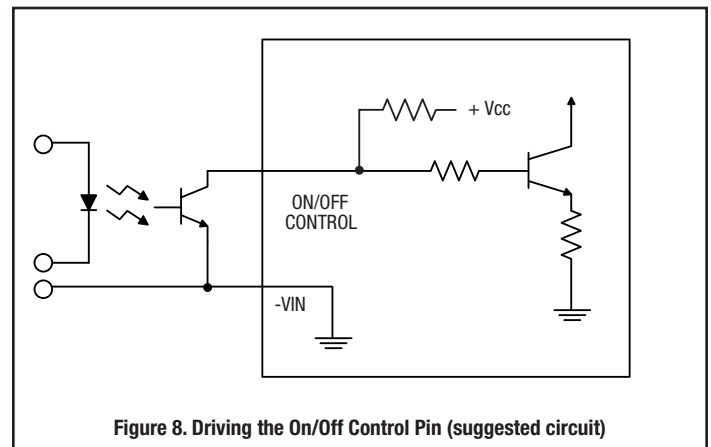 + Vcc
ON/OFF
CONTROL
-VIN
Figure 8. Driving the On/Off Control Pin (suggested circuit)